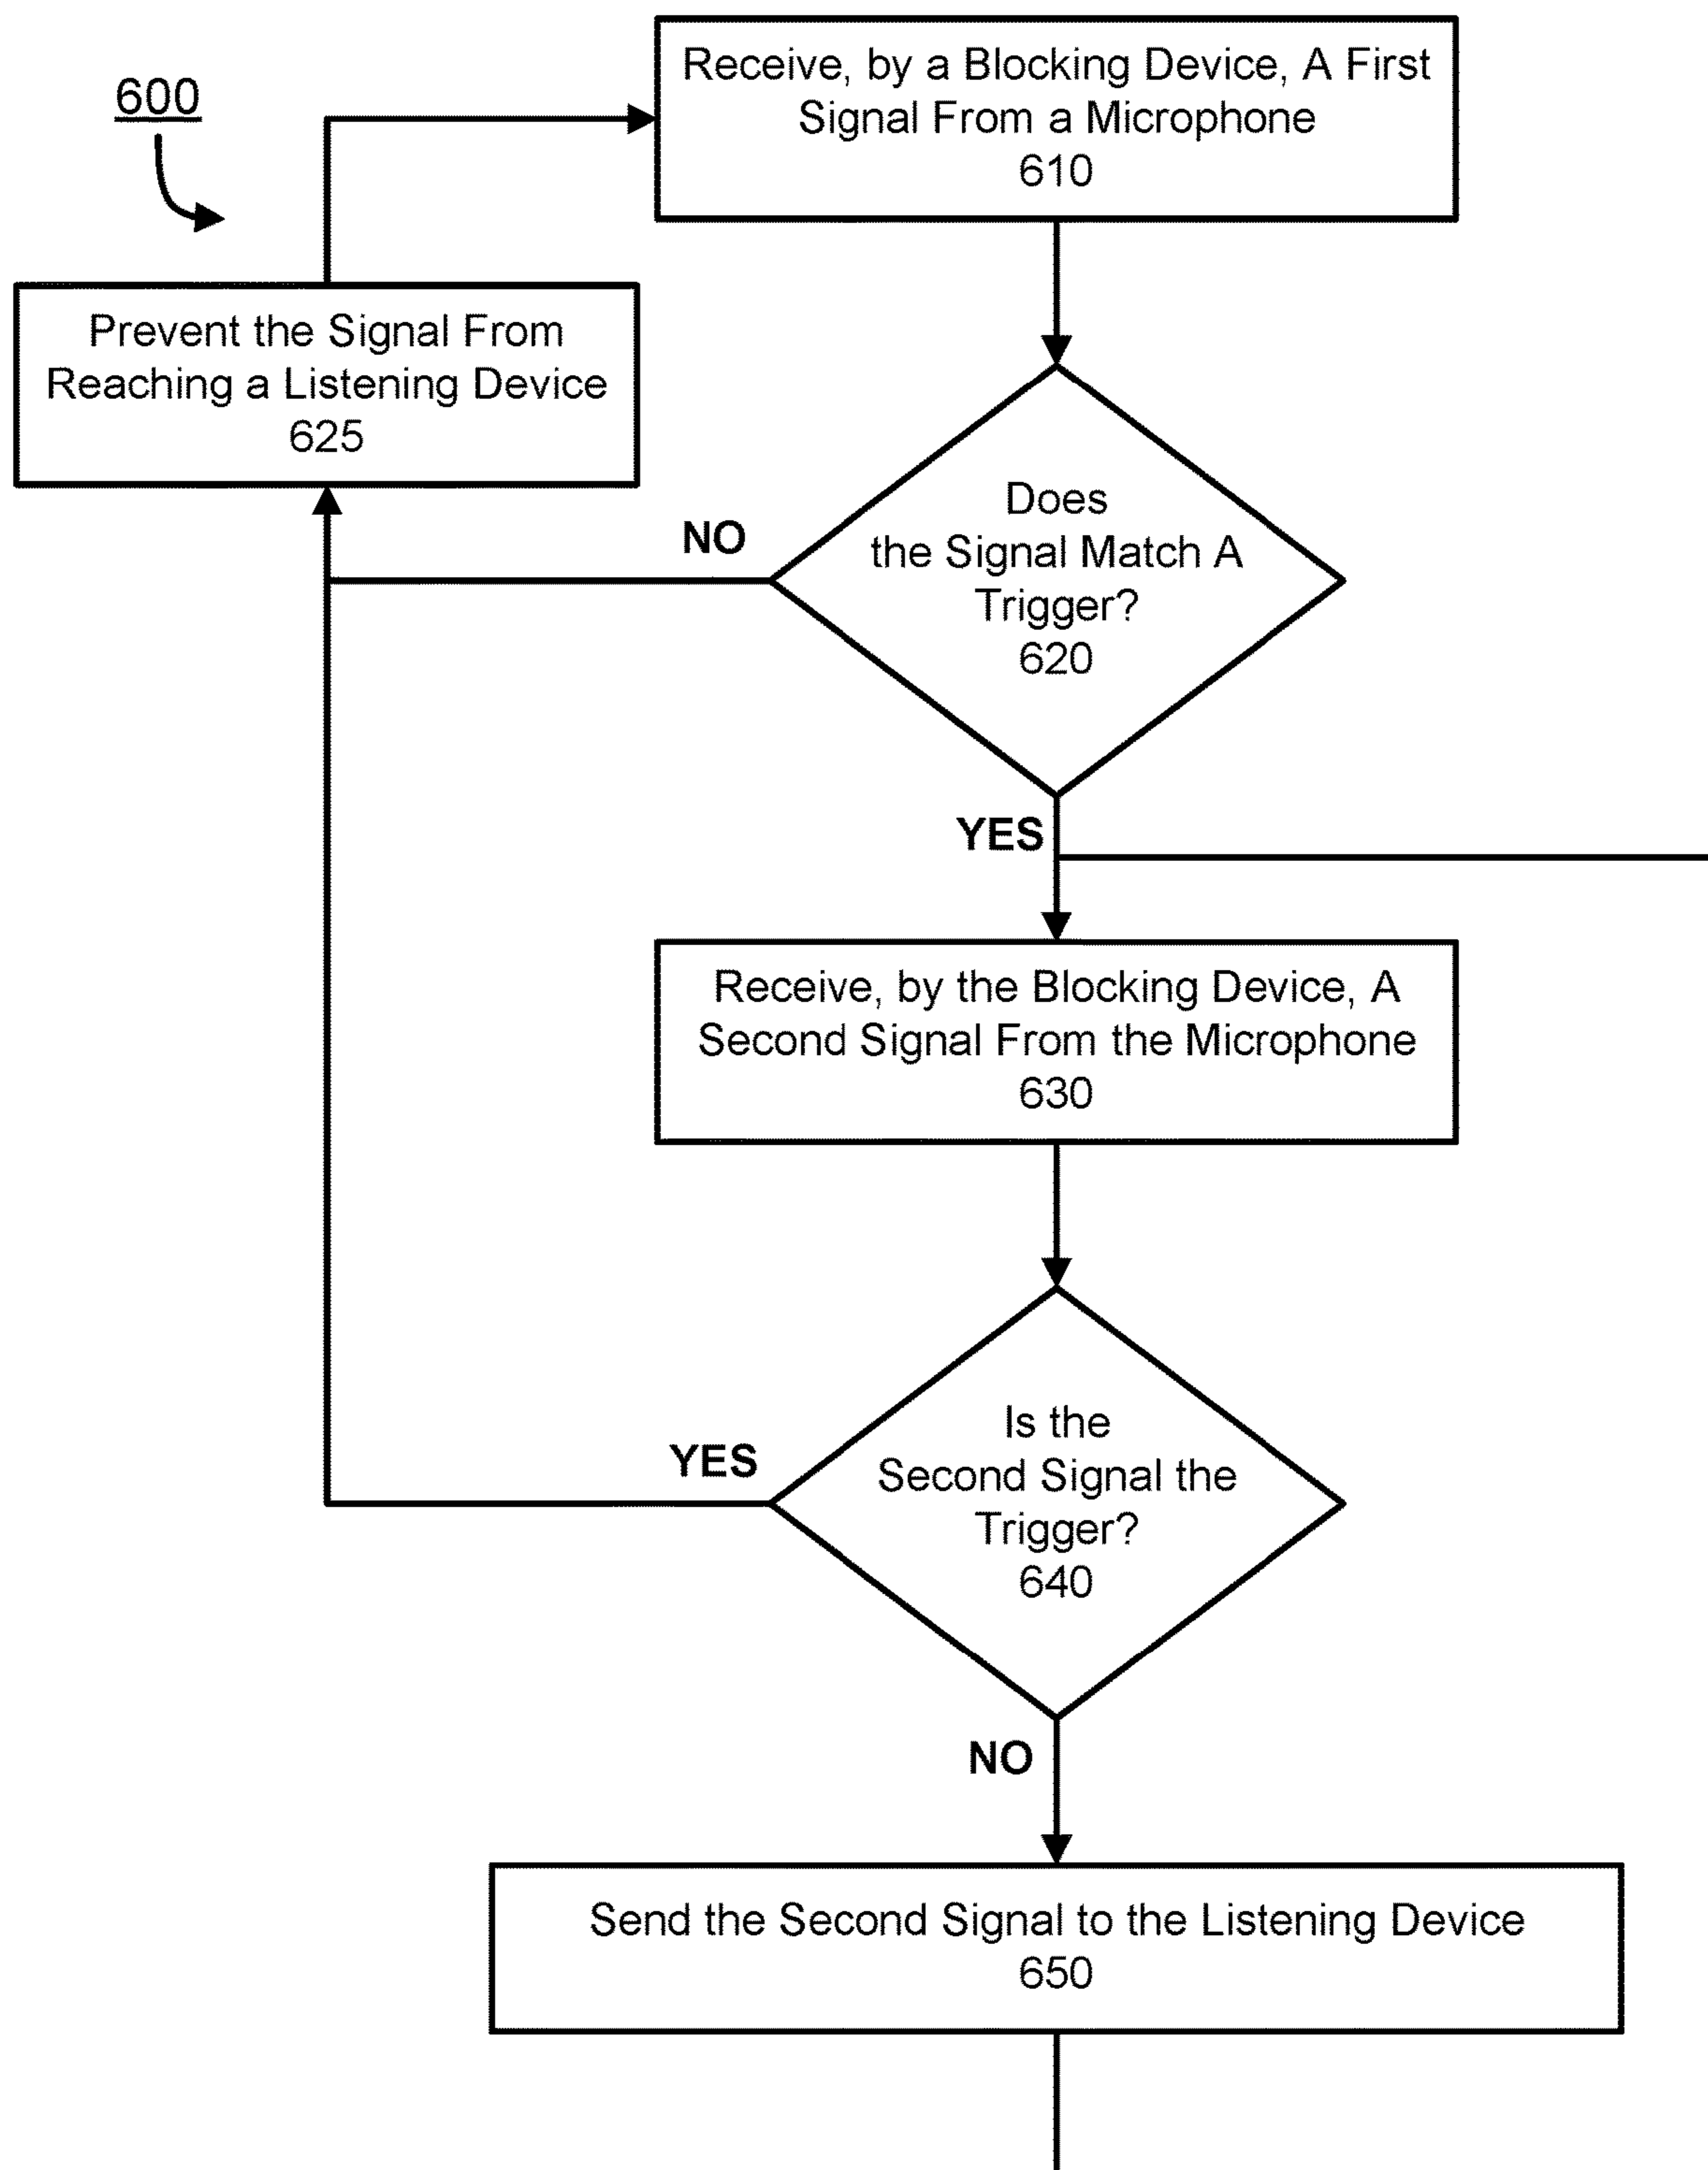 600
Receive, by a Blocking Device, A First
Signal From a Microphone
610
Prevent the Signal From
Reaching a Listening Device
625
Does
the Signal Match A
Trigger?
620
NO
YES
Receive, by the Blocking Device, A
Second Signal From the Microphone
630
Is the
Second Signal the
Trigger?
640
YES
NO
Send the Second Signal to the Listening Device
650